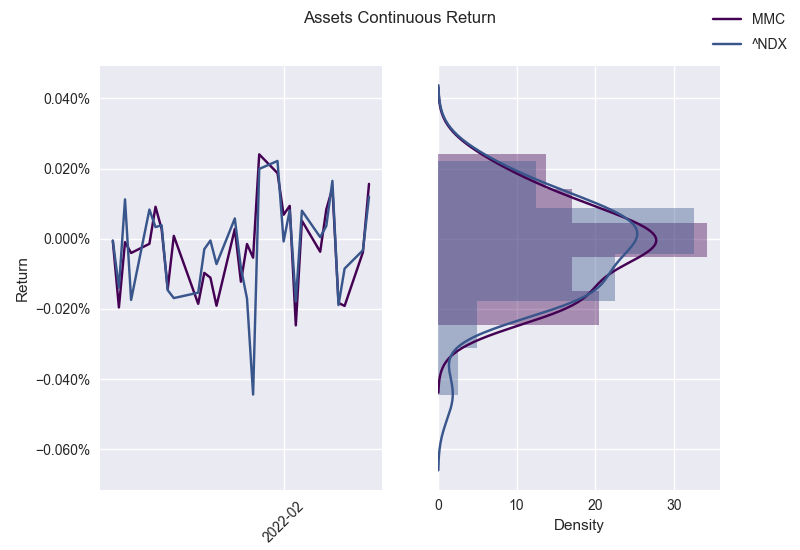 Assets Continuous Return
MMC
^NDX
Return
0.040%
0.020%
0.000%
−0.020%
−0.040%
−0.060%
2022-02
0 10 20 30
Density